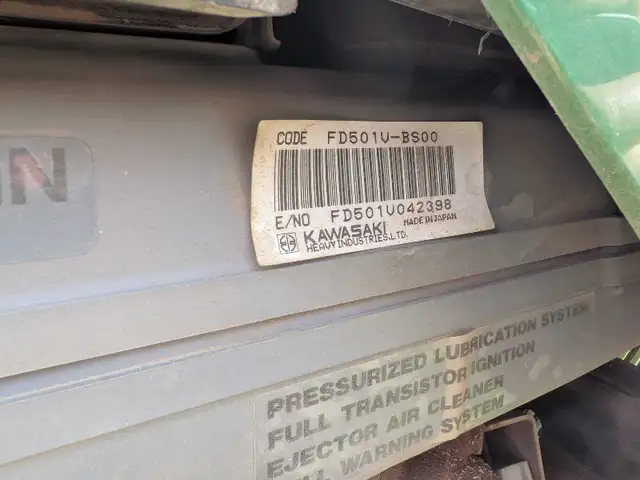 CODE FD501V-BS00
E/NO FD501V042398
MADE IN JAPAN
KAWASAKI
HEAVY INDUSTRIES,LTD.
PRESSURIZED LUBRICATION SYSTEM
FULL TRANSISTOR IGNITION
EJECTOR AIR CLEANER
WARNING SYSTEM